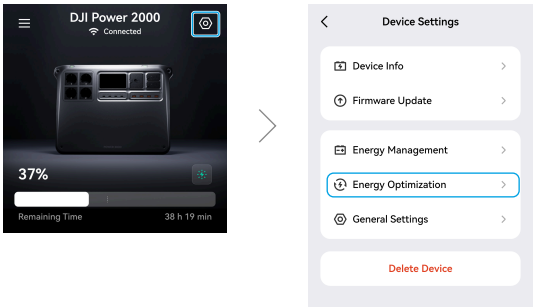 DJI Power 2000
Connected
37%
Remaining Time 38 h 19 min
Device Settings
Device Info
Firmware Update
Energy Management
Energy Optimization
General Settings
Delete Device